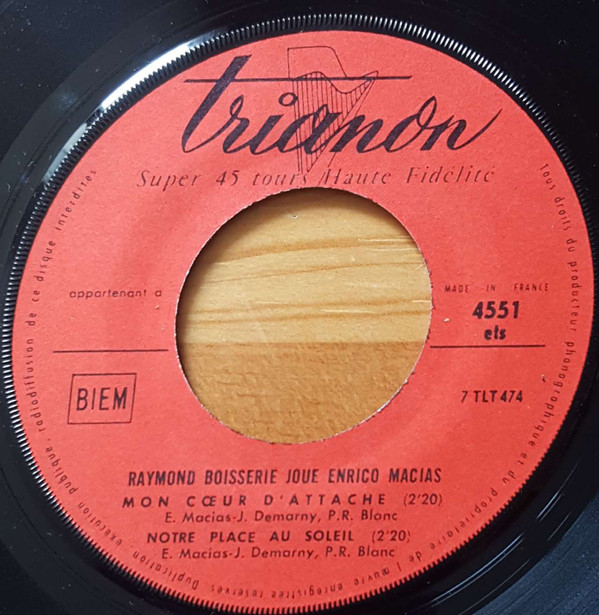 trianon
Super 45 tours Haute Fidélité
Tous droits du producteur phonographique et du propriétaire de l'œuvre enregistrée réservés. Duplication, exécution publique, radiodiffusion de ce disque interdites
appartenant a
MADE IN FRANCE
4551
els
BIEM
7 TLT 474
RAYMOND BOISSERIE JOUE ENRICO MACIAS
MON CŒUR D'ATTACHE (2'20)
E. Macias-J. Demarny, P.R. Blanc
NOTRE PLACE AU SOLEIL (2'20)
E. Macias-J. Demarny, P.R. Blanc